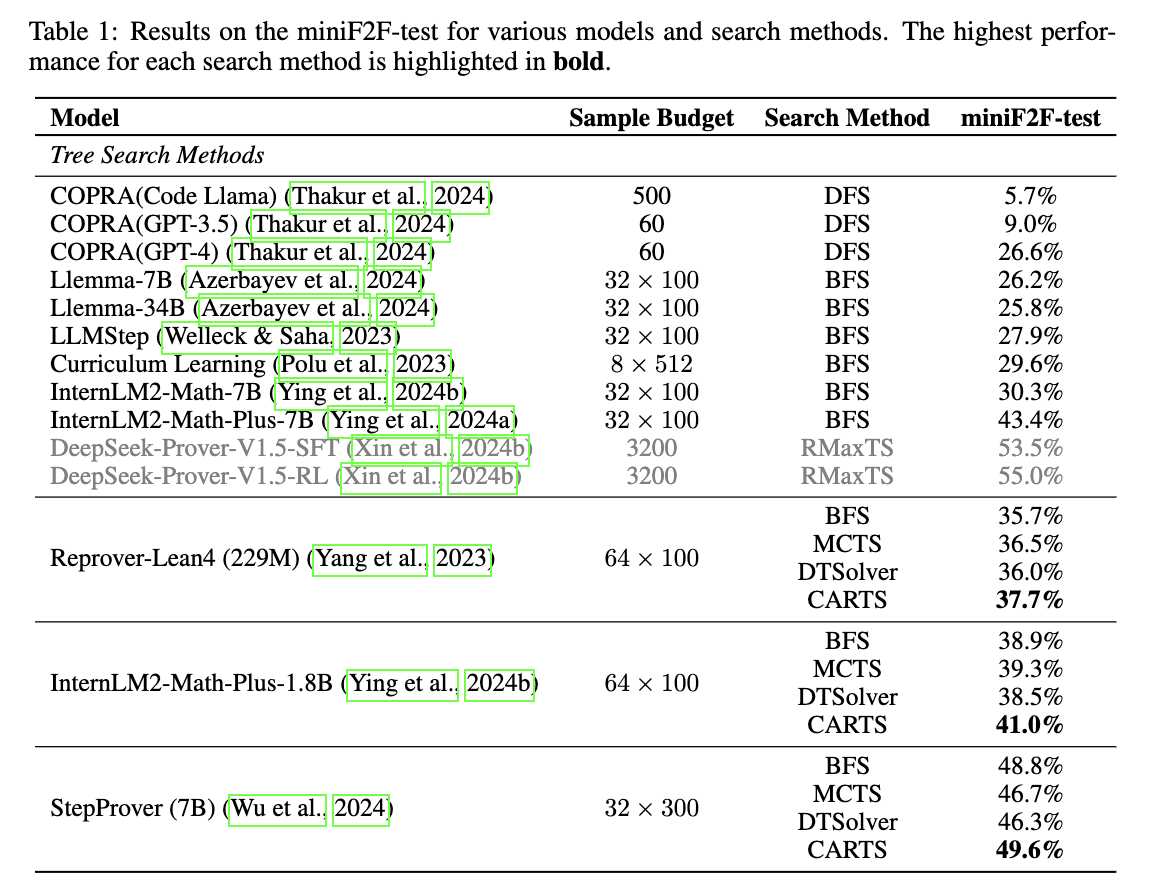 Table 1: Results on the miniF2F-test for various models and search methods. The highest perfor-
mance for each search method is highlighted in bold.
Model Sample Budget Search Method miniF2F-test
Tree Search Methods
COPRA(Code Llama) (Thakur et al., 2024) 500 DFS 5.7%
COPRA(GPT-3.5) (Thakur et al., 2024) 60 DFS 9.0%
COPRA(GPT-4) (Thakur et al., 2024) 60 DFS 26.6%
Llemma-7B (Azerbayev et al., 2024) 32 × 100 BFS 26.2%
Llemma-34B (Azerbayev et al., 2024) 32 × 100 BFS 25.8%
LLMStep (Welleck & Saha, 2023) 32 × 100 BFS 27.9%
Curriculum Learning (Polu et al., 2023) 8 × 512 BFS 29.6%
InternLM2-Math-7B (Ying et al., 2024b) 32 × 100 BFS 30.3%
InternLM2-Math-Plus-7B (Ying et al., 2024a) 32 × 100 BFS 43.4%
DeepSeek-Prover-V1.5-SFT (Xin et al., 2024b) 3200 RMaxTS 53.5%
DeepSeek-Prover-V1.5-RL (Xin et al., 2024b) 3200 RMaxTS 55.0%
BFS 35.7%
MCTS 36.5%
Reprover-Lean4 (229M) (Yang et al., 2023) 64 × 100
DTSolver 36.0%
CARTS 37.7%
BFS 38.9%
MCTS 39.3%
InternLM2-Math-Plus-1.8B (Ying et al., 2024b) 64 × 100
DTSolver 38.5%
CARTS 41.0%
BFS 48.8%
MCTS 46.7%
StepProver (7B) (Wu et al., 2024) 32 × 300
DTSolver 46.3%
CARTS 49.6%